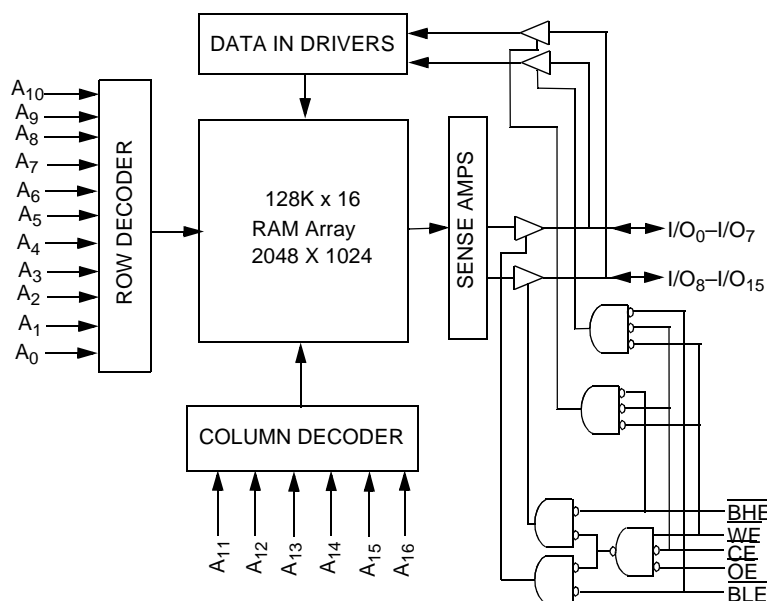 DATA IN DRIVERS
A10
A9
A8
A7
A6
A5
A4
A3
A2
A1
A0
ROW DECODER
128K x 16
RAM Array
2048 X 1024
SENSE AMPS
I/O0–I/O7
I/O8–I/O15
COLUMN DECODER
A11
A12
A13
A14
A15
A16
BHE
WE
CE
OE
BLE